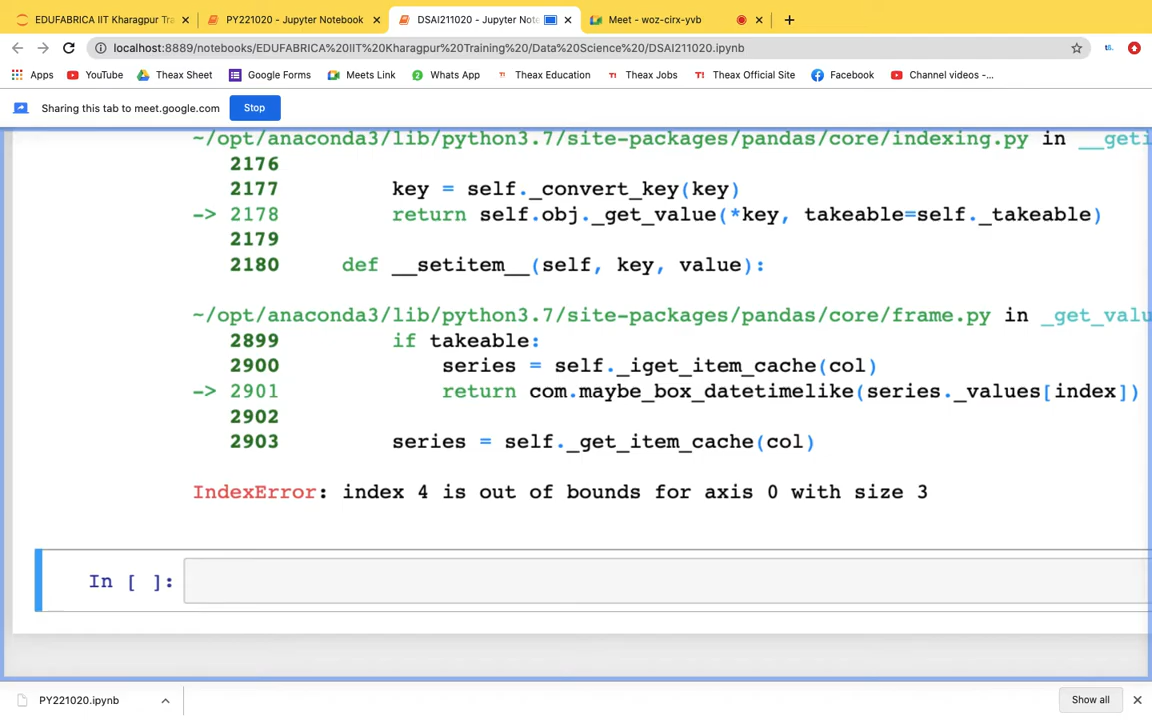 EDUFABRICA IIT Kharagpur Tra
PY221020 - Jupyter Notebook
DSAI211020 - Jupyter Note
Meet - woz-cirx-yvb
localhost:8889/notebooks/EDUFABRICA%20IIT%20Kharagpur%20Training%20/Data%20Science%20/DSAI211020.ipynb
Apps YouTube Theax Sheet Google Forms Meets Link Whats App Theax Education Theax Jobs Theax Official Site Facebook Channel videos -...
Sharing this tab to meet.google.com Stop
~/opt/anaconda3/lib/python3.7/site-packages/pandas/core/indexing.py in __geti
2176
2177 key = self._convert_key(key)
-> 2178 return self.obj._get_value(*key, takeable=self._takeable)
2179
2180 def __setitem__(self, key, value):
~/opt/anaconda3/lib/python3.7/site-packages/pandas/core/frame.py in _get_valu
2899 if takeable:
2900 series = self._iget_item_cache(col)
-> 2901 return com.maybe_box_datetimelike(series._values[index])
2902
2903 series = self._get_item_cache(col)
IndexError: index 4 is out of bounds for axis 0 with size 3
In [ ]:
PY221020.ipynb
Show all